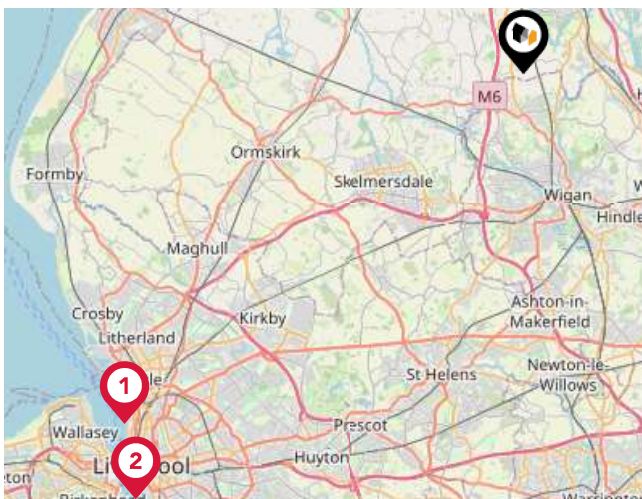 M6
Ormskirk
Formby
Skelmersdale
Wigan
Hindle
Maghull
Crosby
Kirkby
Litherland
Ashton-in-
Makerfield
1
St Helens
Newton-le-
Willows
Wallasey
Prescot
2
Huyton